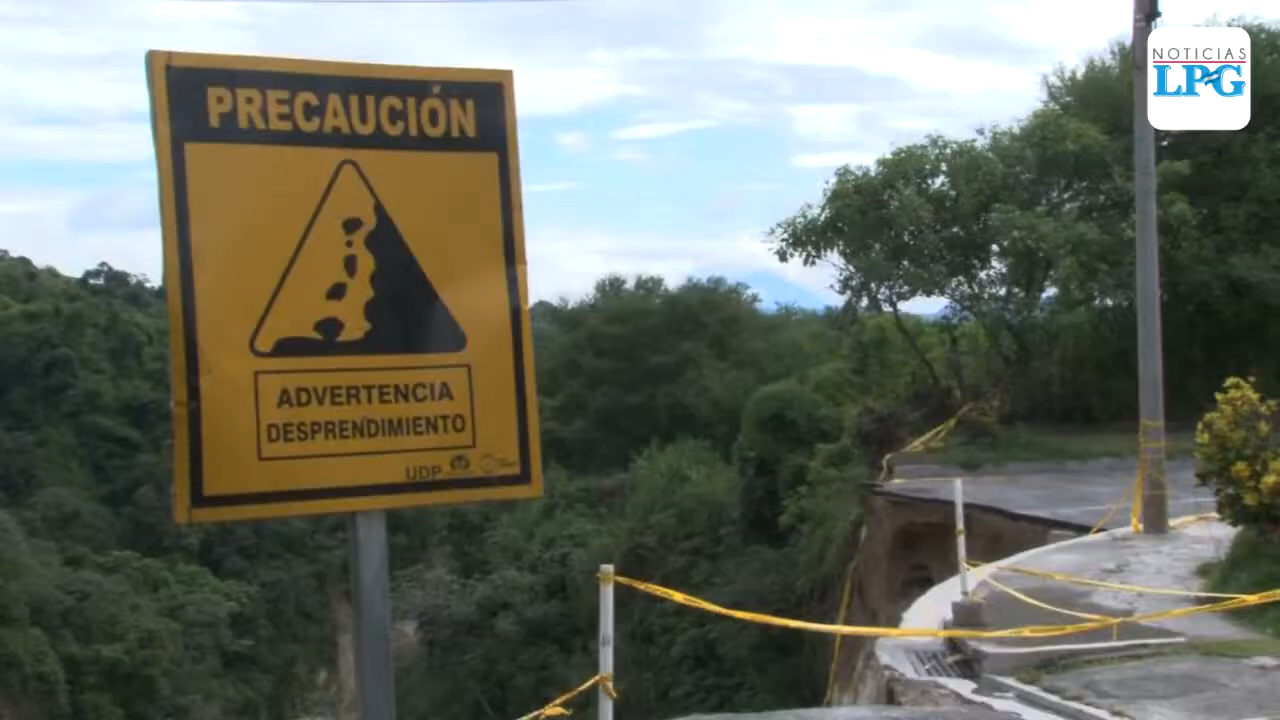 NOTICIAS
LPG
PRECAUCIÓN
ADVERTENCIA
DESPRENDIMIENTO
UDP